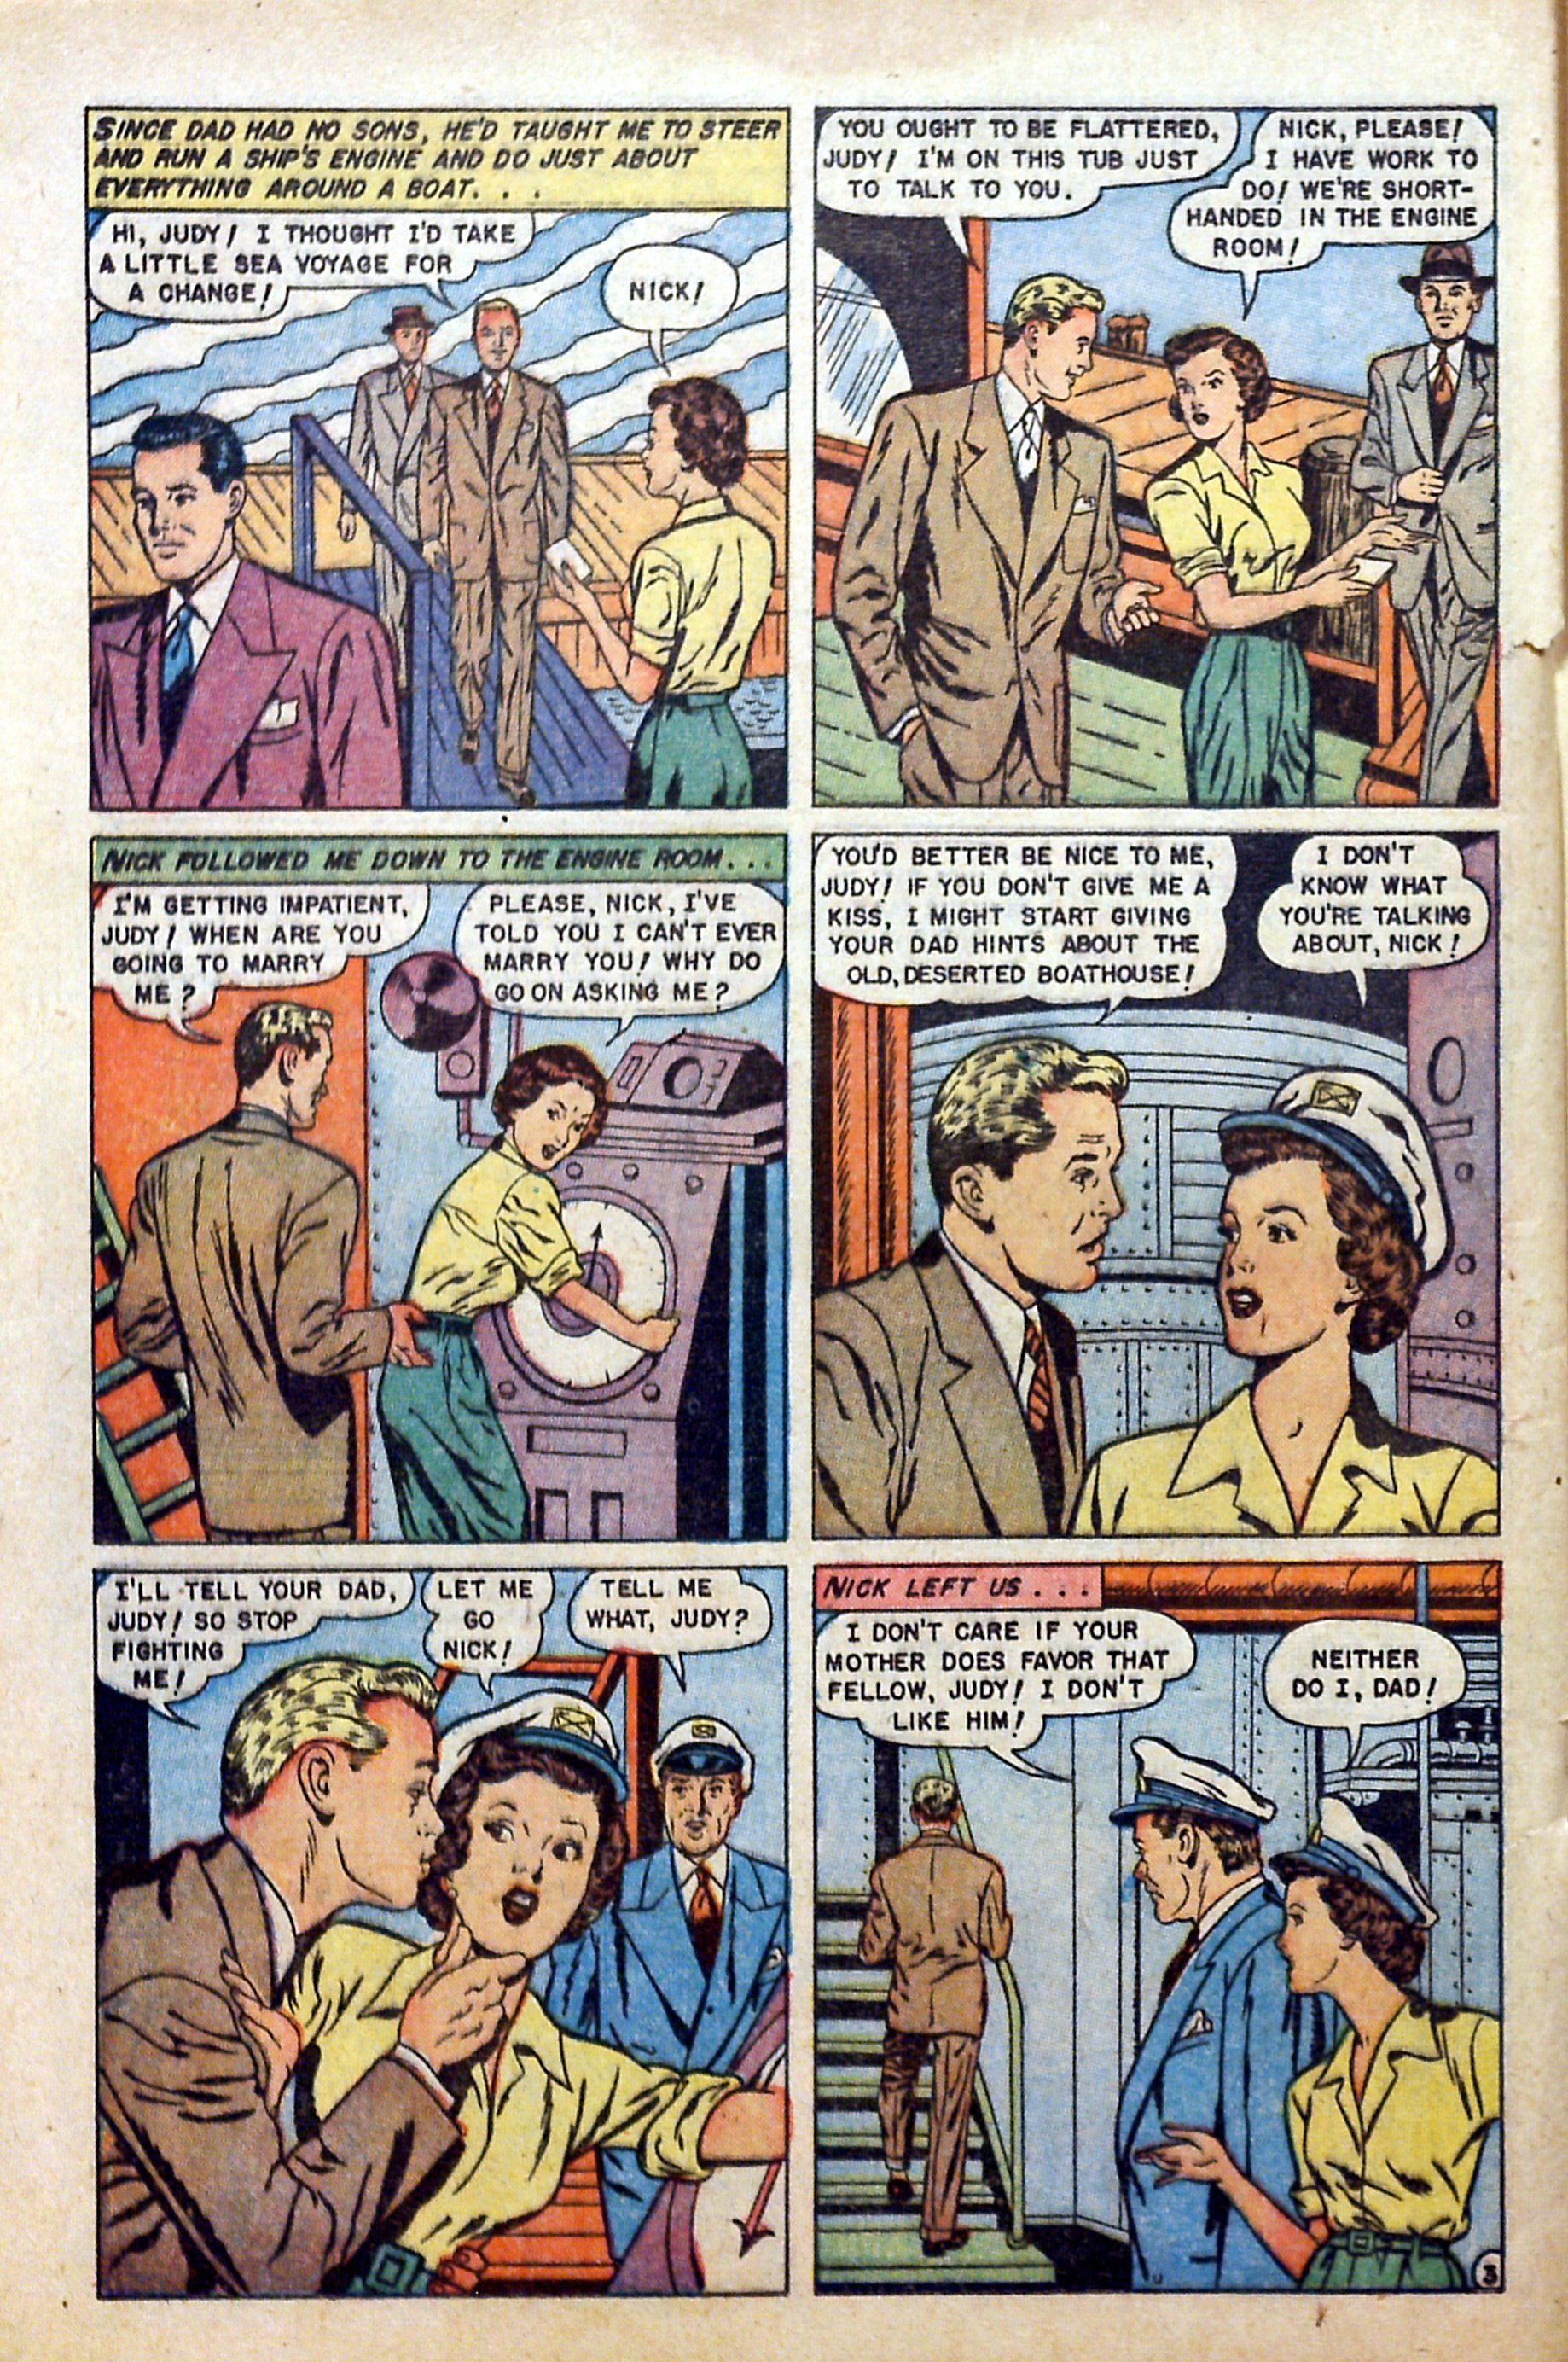 SINCE DAD HAD NO SONS, HE'D TAUGHT ME TO STEER
AND RUN A SHIP'S ENGINE AND DO JUST ABOUT
EVERYTHING AROUND A BOAT. . .
HI, JUDY! I THOUGHT I'D TAKE
A LITTLE SEA VOYAGE FOR
A CHANGE!
NICK!
YOU OUGHT TO BE FLATTERED,
JUDY! I'M ON THIS TUB JUST
TO TALK TO YOU.
NICK, PLEASE!
I HAVE WORK TO
DO! WE'RE SHORT-
HANDED IN THE ENGINE
ROOM!
NICK FOLLOWED ME DOWN TO THE ENGINE ROOM. . .
I'M GETTING IMPATIENT,
JUDY! WHEN ARE YOU
GOING TO MARRY
ME?
PLEASE, NICK, I'VE
TOLD YOU I CAN'T EVER
MARRY YOU! WHY DO
GO ON ASKING ME?
YOU'D BETTER BE NICE TO ME,
JUDY! IF YOU DON'T GIVE ME A
KISS, I MIGHT START GIVING
YOUR DAD HINTS ABOUT THE
OLD, DESERTED BOATHOUSE!
I DON'T
KNOW WHAT
YOU'RE TALKING
ABOUT, NICK!
I'LL TELL YOUR DAD,
JUDY! SO STOP
FIGHTING
ME!
LET ME
GO
NICK!
TELL ME
WHAT, JUDY?
NICK LEFT US . . .
I DON'T CARE IF YOUR
MOTHER DOES FAVOR THAT
FELLOW, JUDY! I DON'T
LIKE HIM!
NEITHER
DO I, DAD!
3